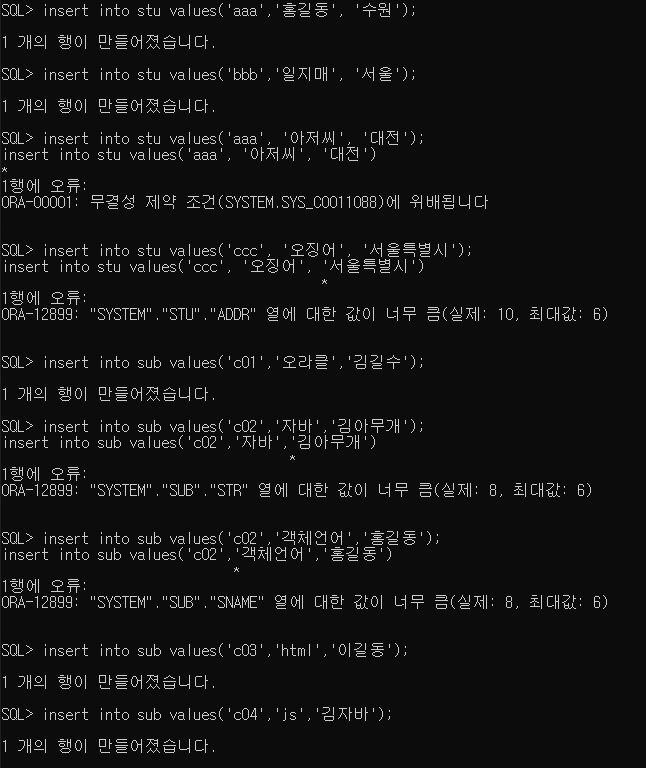 SQL> insert into stu values('aaa','홍길동', '수원');
1 개의 행이 만들어졌습니다.
SQL> insert into stu values('bbb','일지매', '서울');
1 개의 행이 만들어졌습니다.
SQL> insert into stu values('aaa', '아저씨', '대전');
insert into stu values('aaa', '아저씨', '대전')
*
1행에 오류:
ORA-00001: 무결성 제약 조건(SYSTEM.SYS_C0011088)에 위배됩니다
SQL> insert into stu values('ccc', '오징어', '서울특별시');
insert into stu values('ccc', '오징어', '서울특별시')
*
1행에 오류:
ORA-12899: "SYSTEM"."STU"."ADDR" 열에 대한 값이 너무 큼(실제: 10, 최대값: 6)
SQL> insert into sub values('c01','오라클','김길수');
1 개의 행이 만들어졌습니다.
SQL> insert into sub values('c02','자바','김아무개');
insert into sub values('c02','자바','김아무개')
*
1행에 오류:
ORA-12899: "SYSTEM"."SUB"."STR" 열에 대한 값이 너무 큼(실제: 8, 최대값: 6)
SQL> insert into sub values('c02','객체언어','홍길동');
insert into sub values('c02','객체언어','홍길동')
*
1행에 오류:
ORA-12899: "SYSTEM"."SUB"."SNAME" 열에 대한 값이 너무 큼(실제: 8, 최대값: 6)
SQL> insert into sub values('c03','html','이길동');
1 개의 행이 만들어졌습니다.
SQL> insert into sub values('c04','js','김자바');
1 개의 행이 만들어졌습니다.